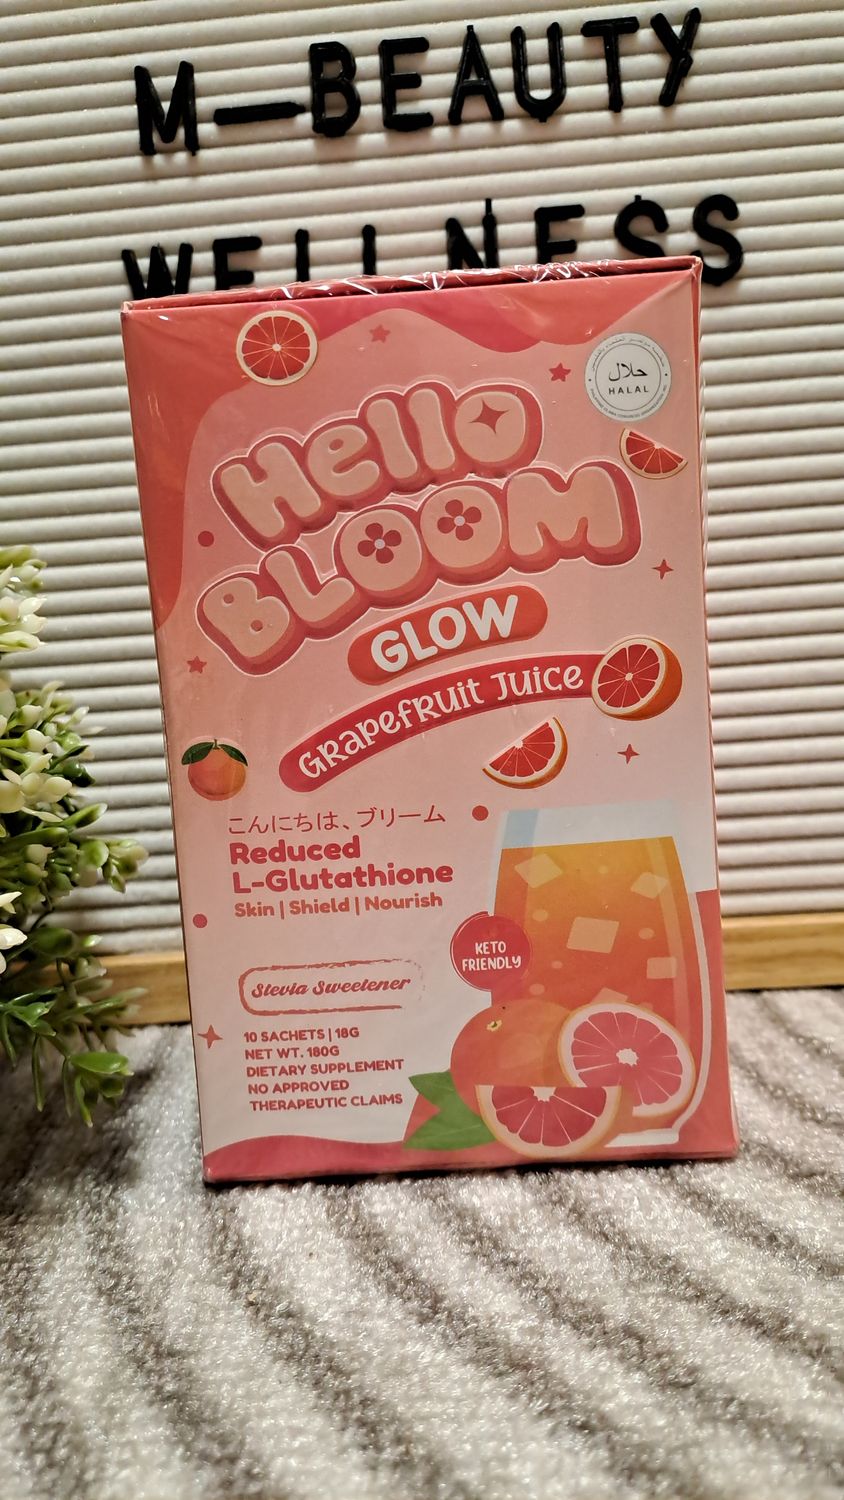 M—BEAUTY
WELLNESS
حلال
HALAL
Hello
BLOOM
GLOW
GRAPEFRUIT JUICE
こんにちは、ブリーム
Reduced
L-Glutathione
Skin | Shield | Nourish
KETO
FRIENDLY
Stevia Sweetener
10 SACHETS | 18G
NET WT. 180G
DIETARY SUPPLEMENT
NO APPROVED
THERAPEUTIC CLAIMS